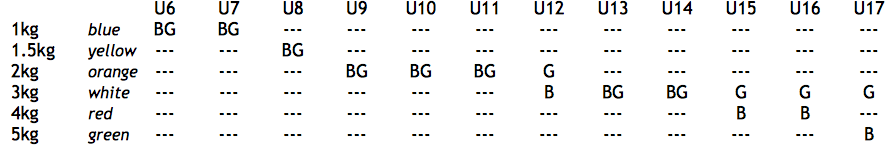 U6 U7 U8 U9 U10 U11 U12 U13 U14 U15 U16 U17
1kg blue BG BG --- --- --- --- --- --- --- --- --- ---
1.5kg yellow --- --- BG --- --- --- --- --- --- --- --- ---
2kg orange --- --- --- BG BG BG G --- --- --- --- ---
3kg white --- --- --- --- --- --- B BG BG G G G
4kg red --- --- --- --- --- --- --- --- --- B B ---
5kg green --- --- --- --- --- --- --- --- --- --- --- B